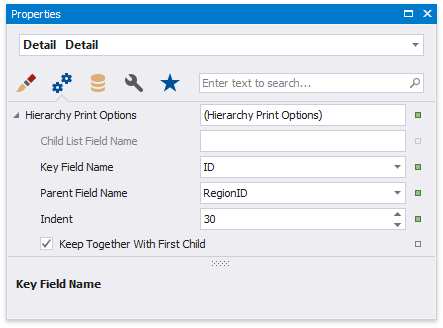 Properties
Detail Detail
Enter text to search...
Hierarchy Print Options (Hierarchy Print Options)
Child List Field Name
Key Field Name ID
Parent Field Name RegionID
Indent 30
Keep Together With First Child
Key Field Name